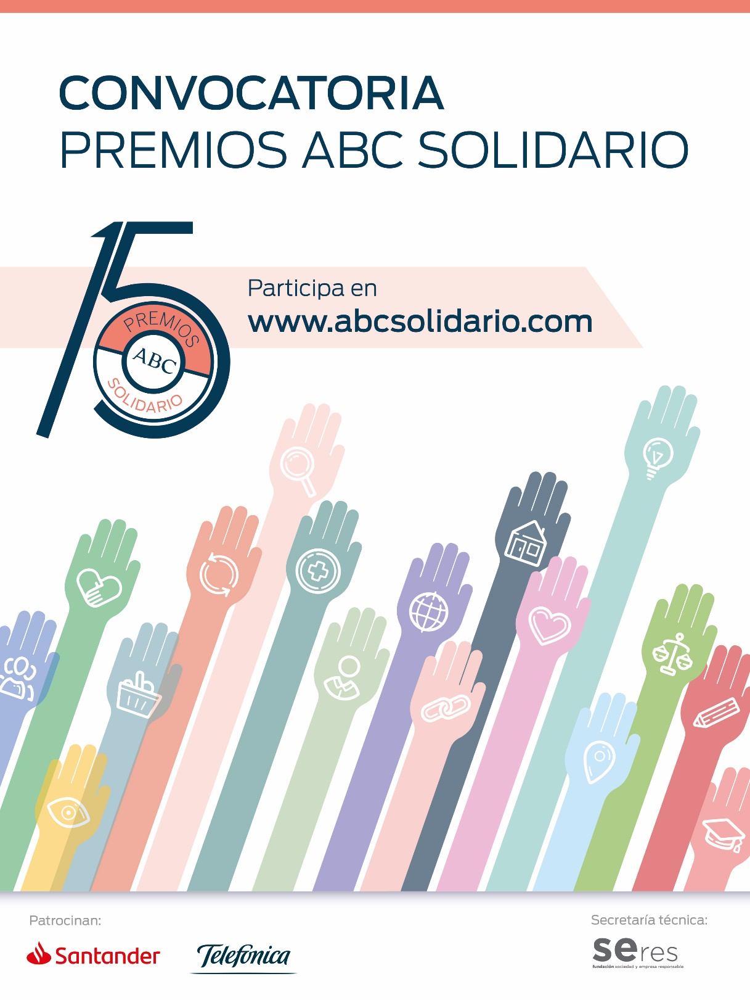 CONVOCATORIA
PREMIOS ABC SOLIDARIO
15
PREMIOS
ABC
SOLIDARIO
Participa en
www.abcsolidario.com
Patrocinan:
Santander
Telefónica
Secretaría técnica:
seres
fundación sociedad y empresa responsable